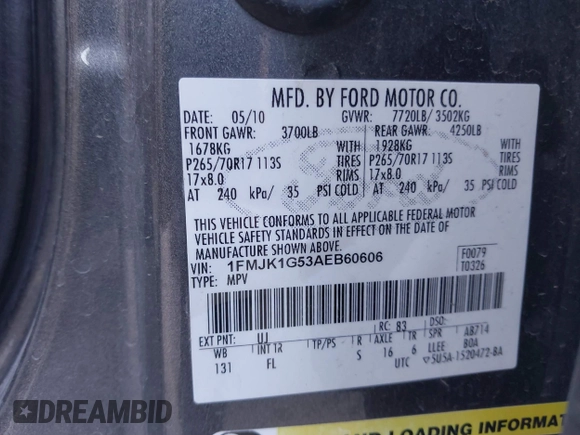 MFD. BY FORD MOTOR CO.
DATE: 05/10 GVWR: 7720LB/ 3502KG
FRONT GAWR: 3700LB REAR GAWR: 4250LB
1678KG WITH 1928KG WITH
P265/70R17 113S TIRES P265/70R17 113S TIRES
17x8.0 RIMS 17x8.0 RIMS
AT 240 kPa/ 35 PSI COLD AT 240 kPa/ 35 PSI COLD
THIS VEHICLE CONFORMS TO ALL APPLICABLE FEDERAL MOTOR
VEHICLE SAFETY STANDARDS IN EFFECT ON THE DATE OF
MANUFACTURE SHOWN ABOVE.
VIN: 1FMJK1G53AEB60606 F0079
TYPE: MPV T0326
EXT PNT: UJ RC: 83 DSO:
WB INT TR TP/PS R AXLE TR SPR AB714
131 FL S 16 6 LLEE BOA
UTC ▽5U5A-1520472-BA
LOADING INFORMAT
DREAMBID